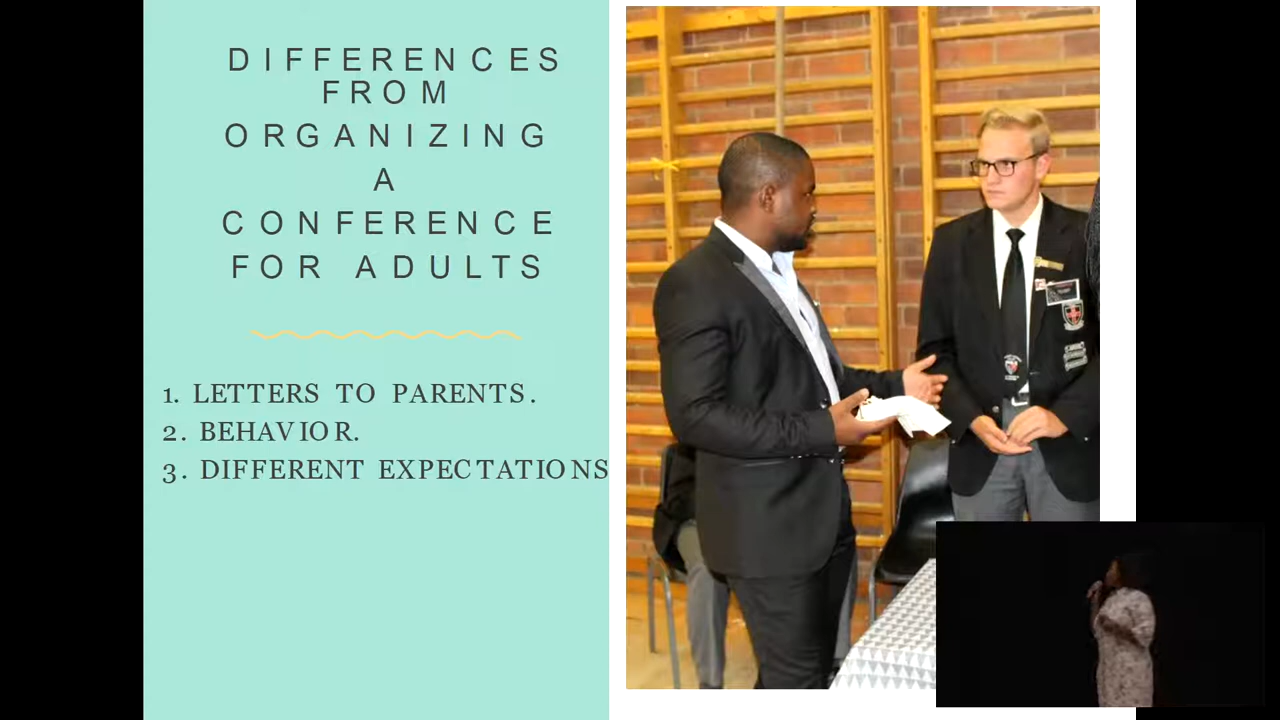 DIFFERENCES
FROM
ORGANIZING
A
CONFERENCE
FOR ADULTS
1. LETTERS TO PARENTS.
2. BEHAVIOR.
3. DIFFERENT EXPECTATIONS